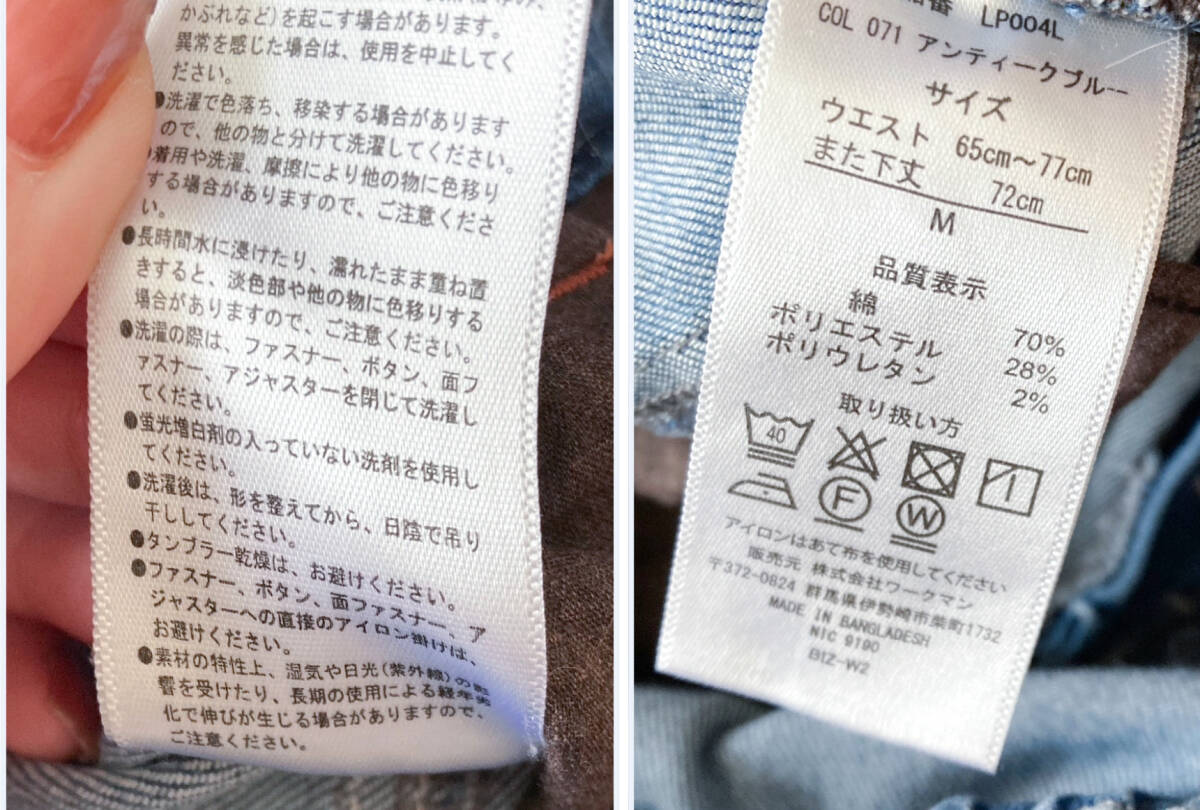 かぶれなど)を起こす場合があります。
異常を感じた場合は、使用を中止してく
ださい。
●洗濯で色落ち、移染する場合があります
ので、他の物と分けて洗濯してください。
●着用や洗濯、摩擦により他の物に色移り
する場合がありますので、ご注意くださ
い。
●長時間水に浸けたり、濡れたまま重ね置
きすると、淡色部や他の物に色移りする
場合がありますので、ご注意ください。
●洗濯の際は、ファスナー、ボタン、面フ
ァスナー、アジャスターを閉じて洗濯し
てください。
●蛍光増白剤の入っていない洗剤を使用し
てください。
●洗濯後は、形を整えてから、日陰で吊り
干ししてください。
●タンブラー乾燥は、お避けください。
●ファスナー、ボタン、面ファスナー、ア
ジャスターへの直接のアイロン掛けは、
お避けください。
●素材の特性上、湿気や日光(紫外線)の影
響を受けたり、長期の使用による経年劣
化で伸びが生じる場合がありますので、
ご注意ください。
品番 LP004L
COL 071 アンティークブルー
サイズ
ウエスト 65cm～77cm
また下丈 72cm
M
品質表示
綿 70%
ポリエステル 28%
ポリウレタン 2%
取り扱い方
40
F W
アイロンはあて布を使用してください
販売元 株式会社ワークマン
〒372-0824 群馬県伊勢崎市柴町1732
MADE IN BANGLADESH
NIC 9190
BIZ-W2